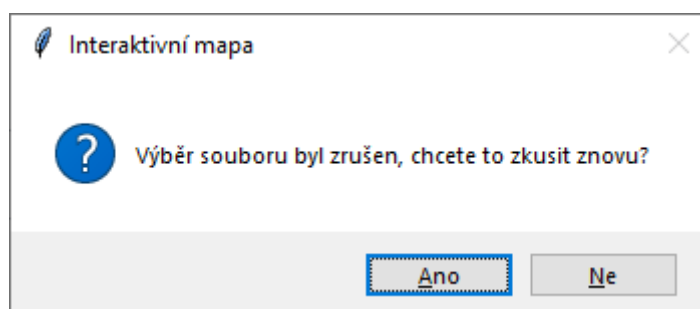 Interaktivní mapa
Výběr souboru byl zrušen, chcete to zkusit znovu?
Ano
Ne